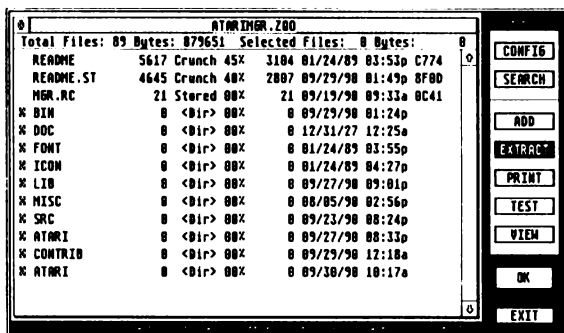 ATARIMGR.ZOO
Total Files: 89 Bytes: 879651 Selected Files: 0 Bytes: 0
README 5617 Crunch 45% 3104 01/24/89 03:53p C774
README.ST 4645 Crunch 40% 2807 09/19/90 01:49p 8F0D
MGR.RC 21 Stored 00% 21 09/19/90 09:33a 0C41
% BIN 0 <Dir> 00% 0 09/29/90 01:24p
% DOC 0 <Dir> 00% 0 12/31/27 12:25a
% FONT 0 <Dir> 00% 0 01/24/89 03:55p
% ICON 0 <Dir> 00% 0 01/24/89 04:27p
% LIB 0 <Dir> 00% 0 09/27/90 09:01p
% MISC 0 <Dir> 00% 0 08/05/90 02:56p
% SRC 0 <Dir> 00% 0 09/23/90 08:24p
% ATARI 0 <Dir> 00% 0 09/27/90 08:33p
% CONTRIB 0 <Dir> 00% 0 09/29/90 12:18a
% ATARI 0 <Dir> 00% 0 09/30/90 10:17a
CONFIG
SEARCH
ADD
EXTRACT
PRINT
TEST
VIEW
OK
EXIT